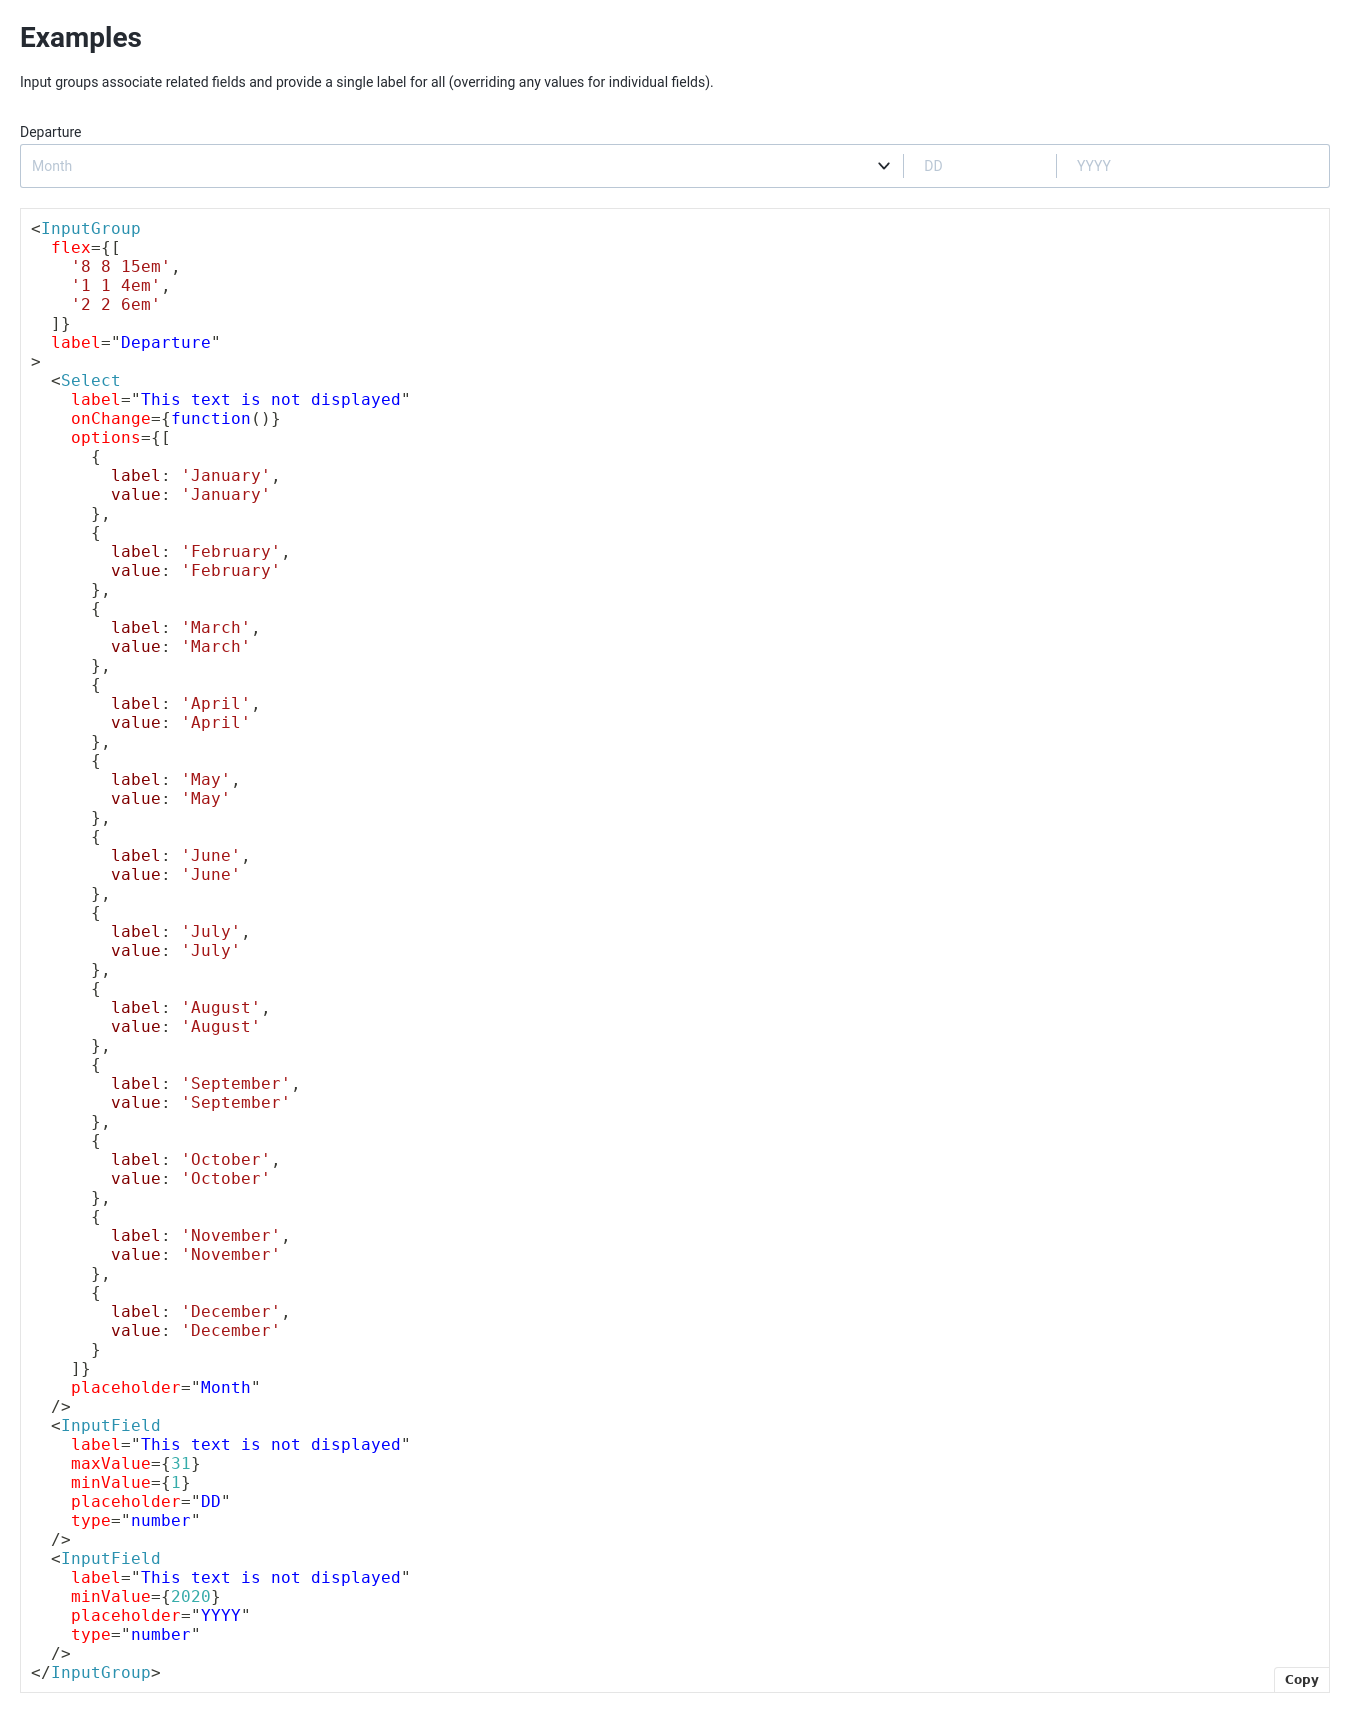 Examples
Input groups associate related fields and provide a single label for all (overriding any values for individual fields).
Departure
Month DD YYYY
<InputGroup
  flex={[
    '8 8 15em',
    '1 1 4em',
    '2 2 6em'
  ]}
  label="Departure"
>
  <Select
    label="This text is not displayed"
    onChange={function()}
    options={[
      {
        label: 'January',
        value: 'January'
      },
      {
        label: 'February',
        value: 'February'
      },
      {
        label: 'March',
        value: 'March'
      },
      {
        label: 'April',
        value: 'April'
      },
      {
        label: 'May',
        value: 'May'
      },
      {
        label: 'June',
        value: 'June'
      },
      {
        label: 'July',
        value: 'July'
      },
      {
        label: 'August',
        value: 'August'
      },
      {
        label: 'September',
        value: 'September'
      },
      {
        label: 'October',
        value: 'October'
      },
      {
        label: 'November',
        value: 'November'
      },
      {
        label: 'December',
        value: 'December'
      }
    ]}
    placeholder="Month"
  />
  <InputField
    label="This text is not displayed"
    maxValue={31}
    minValue={1}
    placeholder="DD"
    type="number"
  />
  <InputField
    label="This text is not displayed"
    minValue={2020}
    placeholder="YYYY"
    type="number"
  />
</InputGroup>
Copy